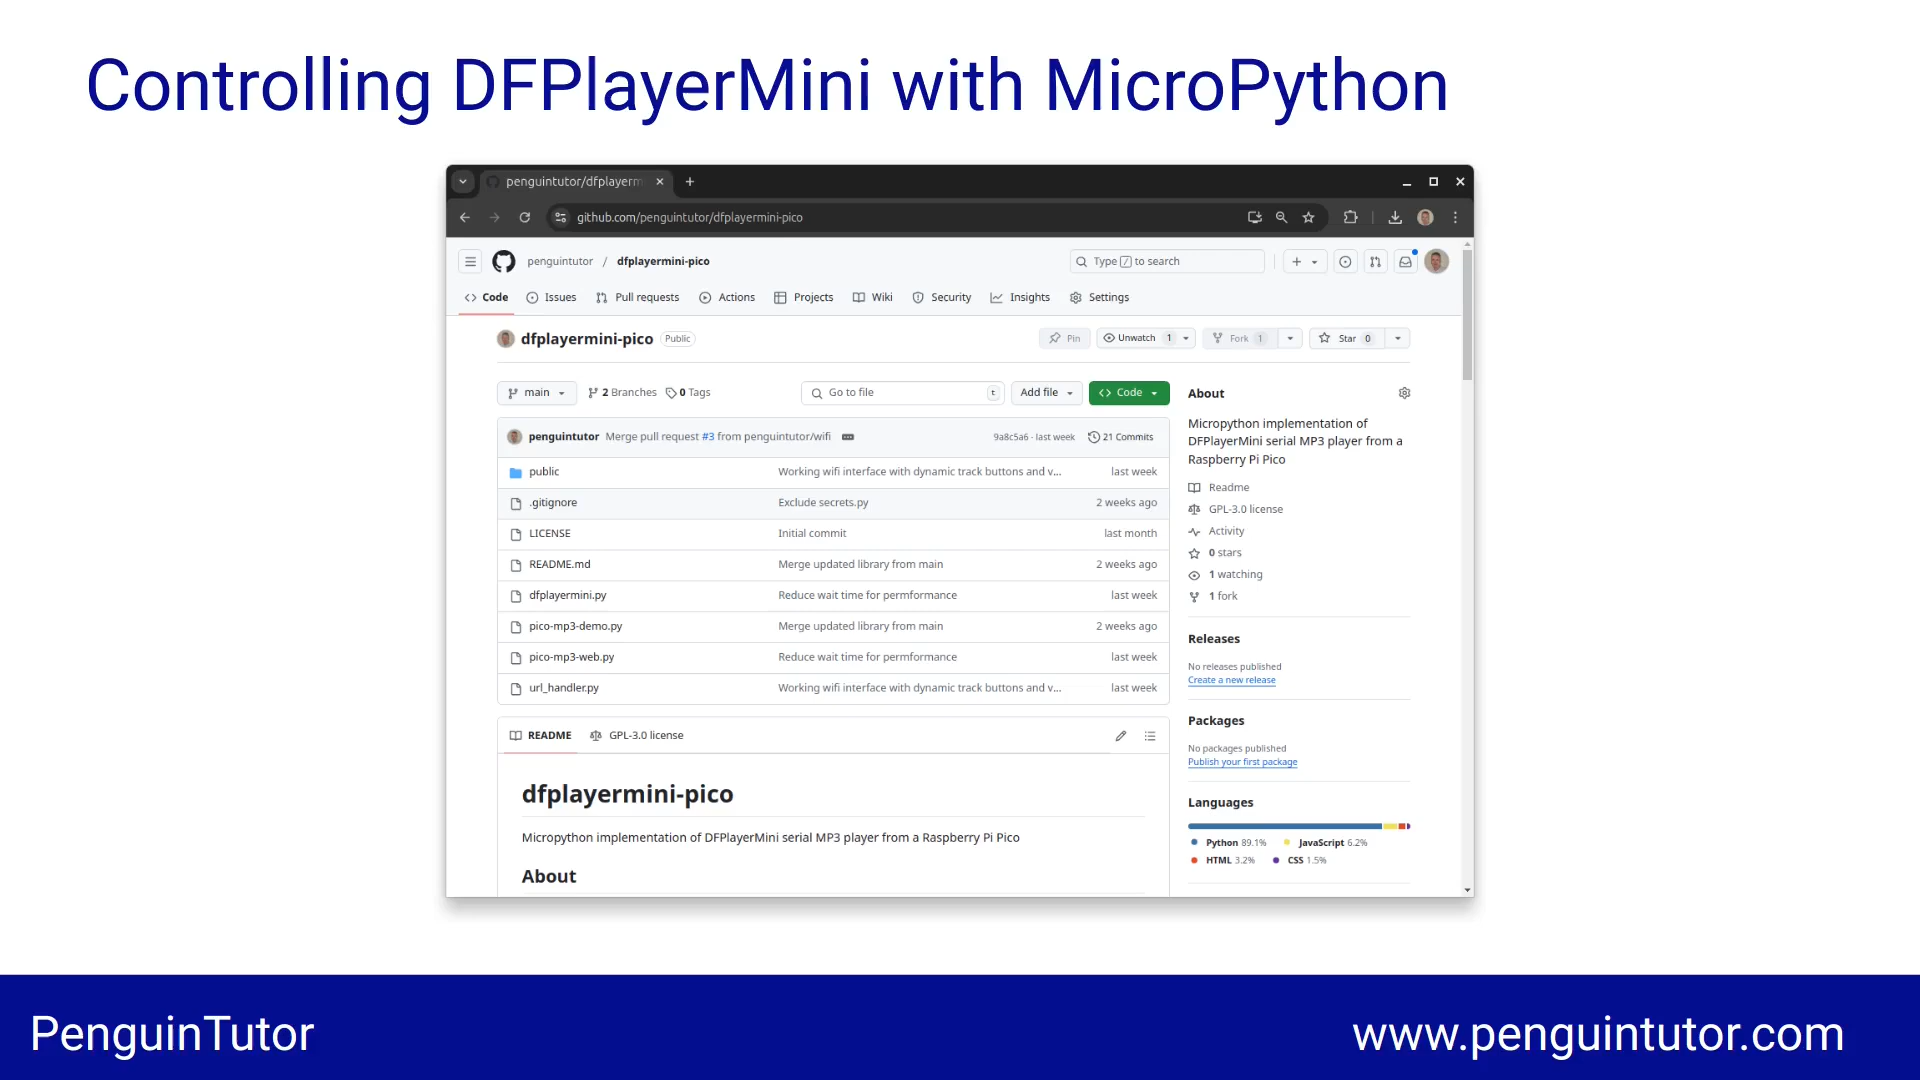 Controlling DFPlayerMini with MicroPython
penguintutor/dfplayerm
github.com/penguintutor/dfplayermini-pico
penguintutor / dfplayermini-pico
Type / to search
Code Issues Pull requests Actions Projects Wiki Insights Security Settings
dfplayermini-pico Public
Pin Unwatch 1 Fork 1 Star 0
main 2 Branches 0 Tags Go to file t Add file Code
penguintutor Merge pull request #3 from penguintutor/wifi 9a8c5a6 · last week 21 Commits
public Working wifi interface with dynamic track buttons and v... last week
.gitignore Exclude secrets.py 2 weeks ago
LICENSE Initial commit last month
README.md Merge updated library from main 2 weeks ago
dfplayermini.py Reduce wait time for permformance last week
pico-mp3-demo.py Merge updated library from main 2 weeks ago
pico-mp3-web.py Reduce wait time for permformance last week
url_handler.py Working wifi interface with dynamic track buttons and v... last week
README GPL-3.0 license
dfplayermini-pico
Micropython implementation of DFPlayerMini serial MP3 player from a Raspberry Pi Pico
About
About
Micropython implementation of
DFPlayerMini serial MP3 player from a
Raspberry Pi Pico
Readme
GPL-3.0 license
Activity
0 stars
1 watching
1 fork
Releases
No releases published
Create a new release
Packages
No packages published
Publish your first package
Languages
Python 89.1% JavaScript 6.2%
HTML 3.2% CSS 1.5%
PenguinTutor
www.penguintutor.com